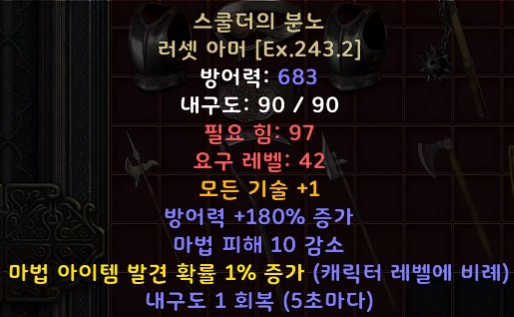 스쿨더의 분노
러셋 아머 [Ex.243.2]
방어력: 683
내구도: 90 / 90
필요 힘: 97
요구 레벨: 42
모든 기술 +1
방어력 +180% 증가
마법 피해 10 감소
마법 아이템 발견 확률 1% 증가 (캐릭터 레벨에 비례)
내구도 1 회복 (5초마다)